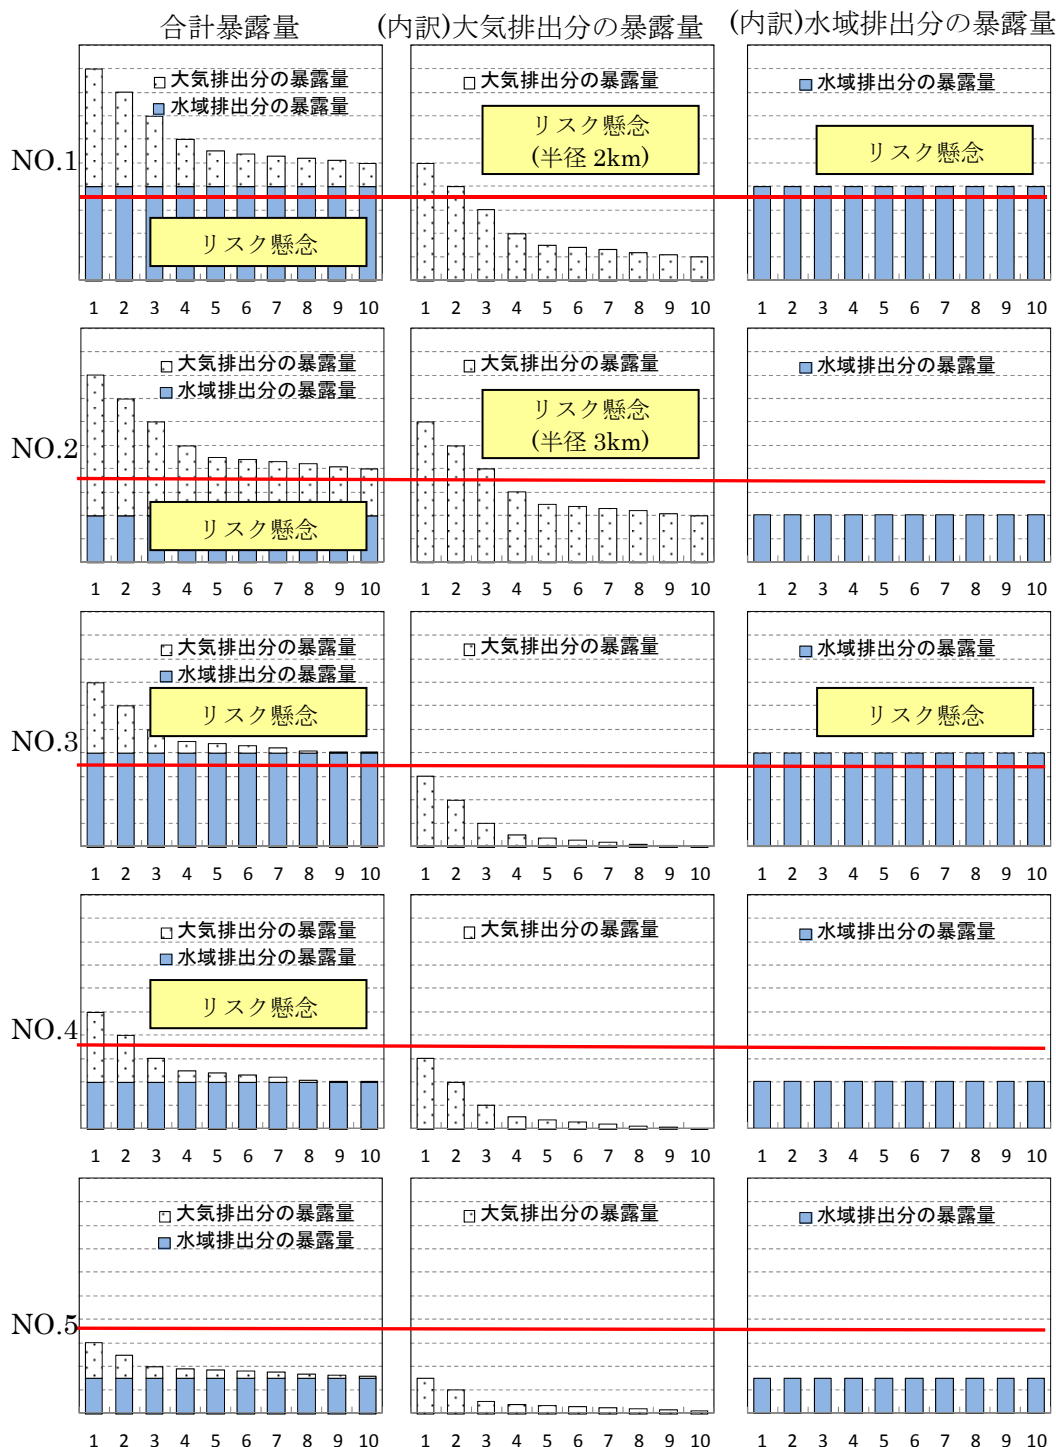 合計暴露量 (内訳)大気排出分の暴露量 (内訳)水域排出分の暴露量
NO.1
大気排出分の暴露量
水域排出分の暴露量
リスク懸念
1 2 3 4 5 6 7 8 9 10
大気排出分の暴露量
リスク懸念
(半径 2km)
1 2 3 4 5 6 7 8 9 10
水域排出分の暴露量
リスク懸念
1 2 3 4 5 6 7 8 9 10
NO.2
大気排出分の暴露量
水域排出分の暴露量
リスク懸念
1 2 3 4 5 6 7 8 9 10
大気排出分の暴露量
リスク懸念
(半径 3km)
1 2 3 4 5 6 7 8 9 10
水域排出分の暴露量
1 2 3 4 5 6 7 8 9 10
NO.3
大気排出分の暴露量
水域排出分の暴露量
リスク懸念
1 2 3 4 5 6 7 8 9 10
大気排出分の暴露量
1 2 3 4 5 6 7 8 9 10
水域排出分の暴露量
リスク懸念
1 2 3 4 5 6 7 8 9 10
NO.4
大気排出分の暴露量
水域排出分の暴露量
リスク懸念
1 2 3 4 5 6 7 8 9 10
大気排出分の暴露量
1 2 3 4 5 6 7 8 9 10
水域排出分の暴露量
1 2 3 4 5 6 7 8 9 10
NO.5
大気排出分の暴露量
水域排出分の暴露量
1 2 3 4 5 6 7 8 9 10
大気排出分の暴露量
1 2 3 4 5 6 7 8 9 10
水域排出分の暴露量
1 2 3 4 5 6 7 8 9 10